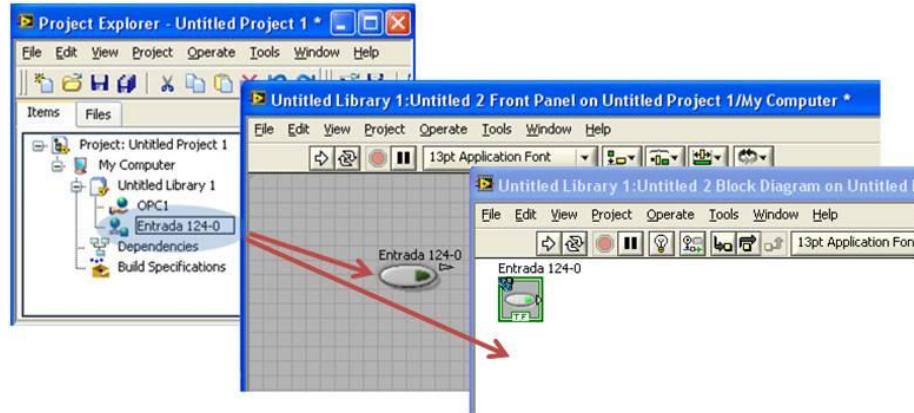 Project Explorer - Untitled Project 1 *
File Edit View Project Operate Tools Window Help
Items Files
Project: Untitled Project 1
My Computer
Untitled Library 1
OPC1
Entrada 124-0
Dependencies
Build Specifications
Untitled Library 1:Untitled 2 Front Panel on Untitled Project 1/My Computer *
File Edit View Project Operate Tools Window Help
13pt Application Font
Entrada 124-0
Untitled Library 1:Untitled 2 Block Diagram on Untitled
File Edit View Project Operate Tools Window Help
13pt Application Fon
Entrada 124-0
TF